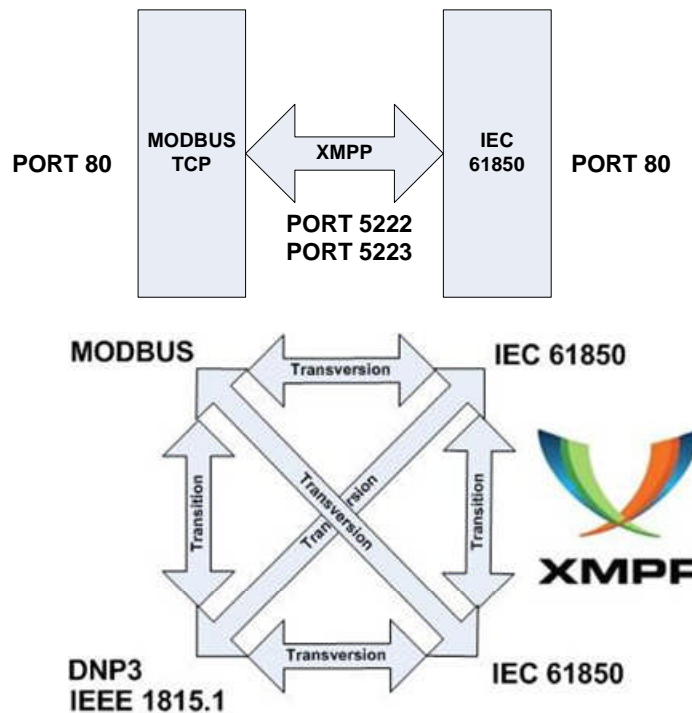 MODBUS
TCP
XMPP
IEC
61850
PORT 80
PORT 80
PORT 5222
PORT 5223
MODBUS
Transversion
IEC 61850
Transition
Transversion
Transversion
Transition
XMPP
DNP3
IEEE 1815.1
Transversion
IEC 61850